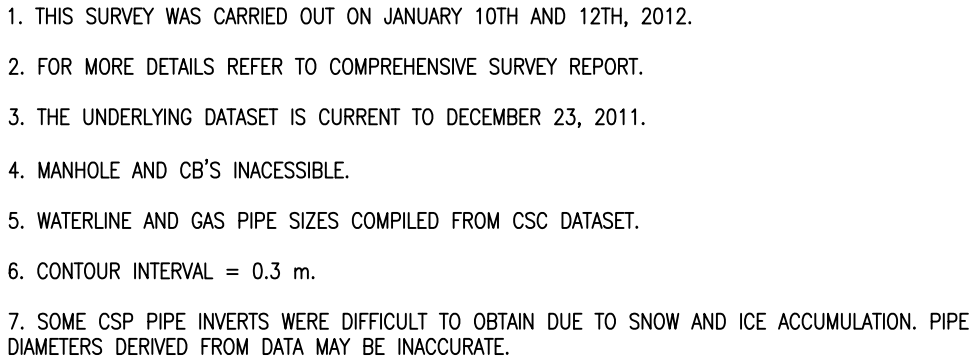 1. THIS SURVEY WAS CARRIED OUT ON JANUARY 10TH AND 12TH, 2012.
2. FOR MORE DETAILS REFER TO COMPREHENSIVE SURVEY REPORT.
3. THE UNDERLYING DATASET IS CURRENT TO DECEMBER 23, 2011.
4. MANHOLE AND CB'S INACESSIBLE.
5. WATERLINE AND GAS PIPE SIZES COMPILED FROM CSC DATASET.
6. CONTOUR INTERVAL = 0.3 m.
7. SOME CSP PIPE INVERTS WERE DIFFICULT TO OBTAIN DUE TO SNOW AND ICE ACCUMULATION. PIPE
DIAMETERS DERIVED FROM DATA MAY BE INACCURATE.